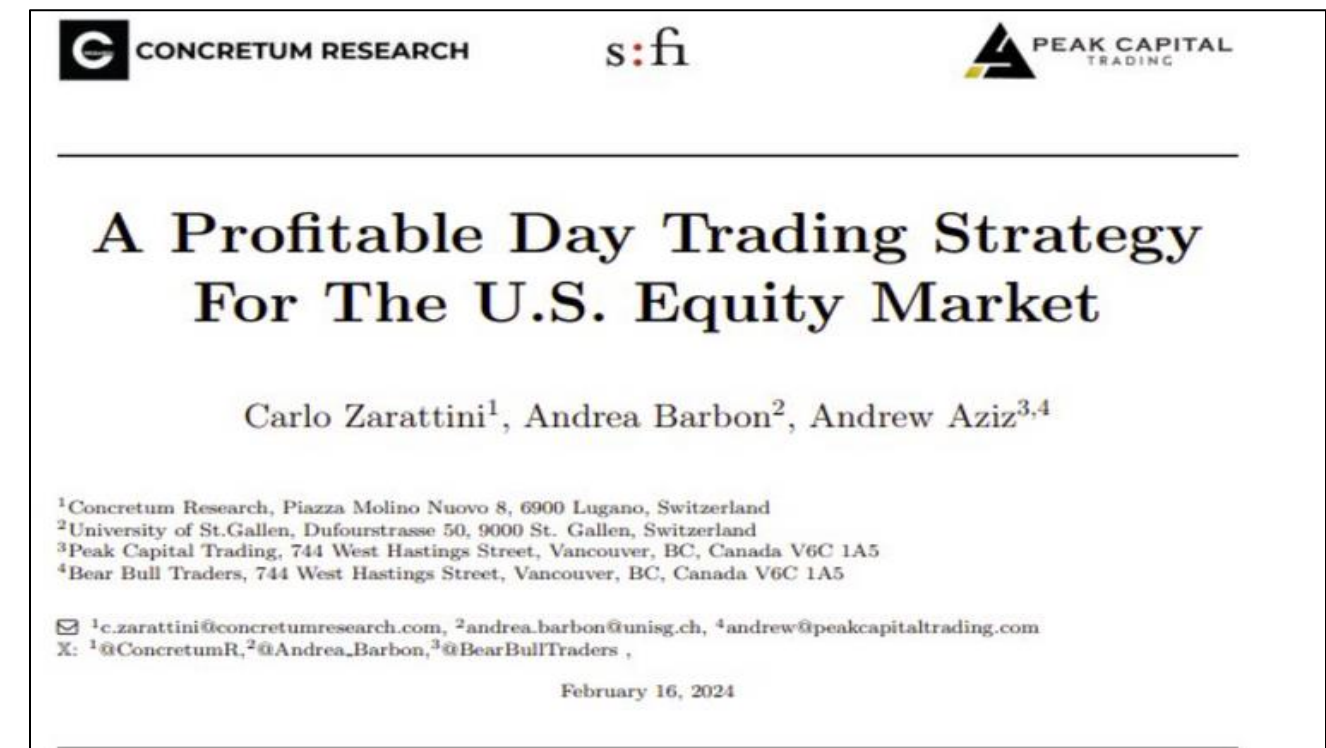 CONCRETUM RESEARCH
s:fi
PEAK CAPITAL
TRADING
A Profitable Day Trading Strategy
For The U.S. Equity Market
Carlo Zarattini¹, Andrea Barbon², Andrew Aziz³,⁴
¹Concretum Research, Piazza Molino Nuovo 8, 6900 Lugano, Switzerland
²University of St.Gallen, Dufourstrasse 50, 9000 St. Gallen, Switzerland
³Peak Capital Trading, 744 West Hastings Street, Vancouver, BC, Canada V6C 1A5
⁴Bear Bull Traders, 744 West Hastings Street, Vancouver, BC, Canada V6C 1A5
¹c.zarattini@concretumresearch.com, ²andrea.barbon@unisg.ch, ⁴andrew@peakcapitaltrading.com
𝕏: ¹@ConcretumR,²@Andrea_Barbon,³@BearBullTraders ,
February 16, 2024